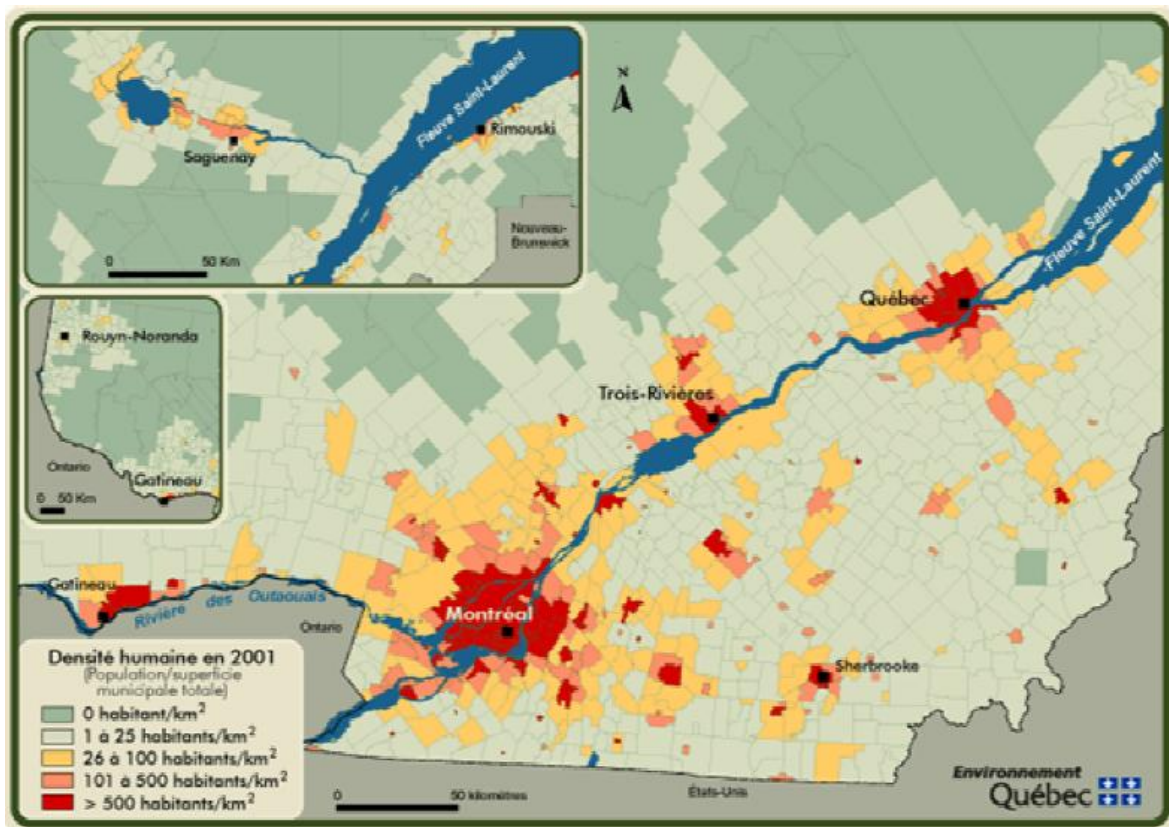 Fleuve Saint-Laurent
Saguenay
Rimouski
Nouveau-
Brunswick
0 50 Km
N
Fleuve Saint-Laurent
Québec
Rouyn-Noranda
Ontario
Gatineau
0 50 Km
Trois-Rivières
Gatineau
Rivière des Outaouais
Ontario
Montréal
Sherbrooke
Densité humaine en 2001
(Population/superficie
municipale totale)
0 habitant/km²
1 à 25 habitants/km²
26 à 100 habitants/km²
101 à 500 habitants/km²
> 500 habitants/km²
0 50 kilomètres
États-Unis
Environnement
Québec